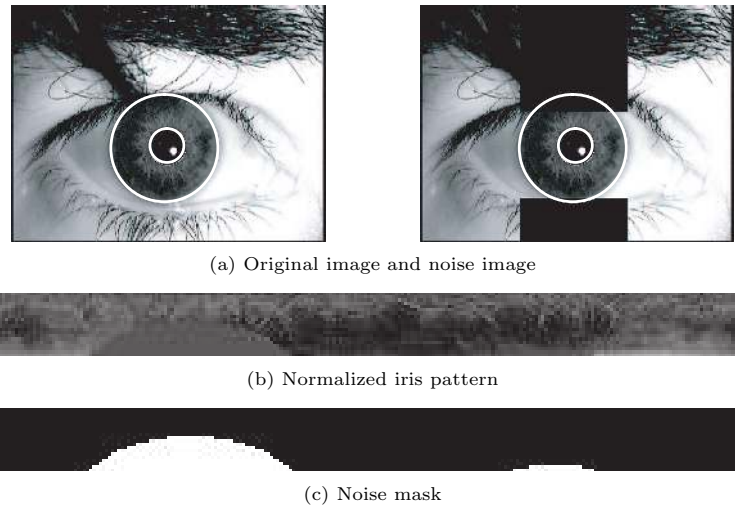 (a) Original image and noise image
(b) Normalized iris pattern
(c) Noise mask